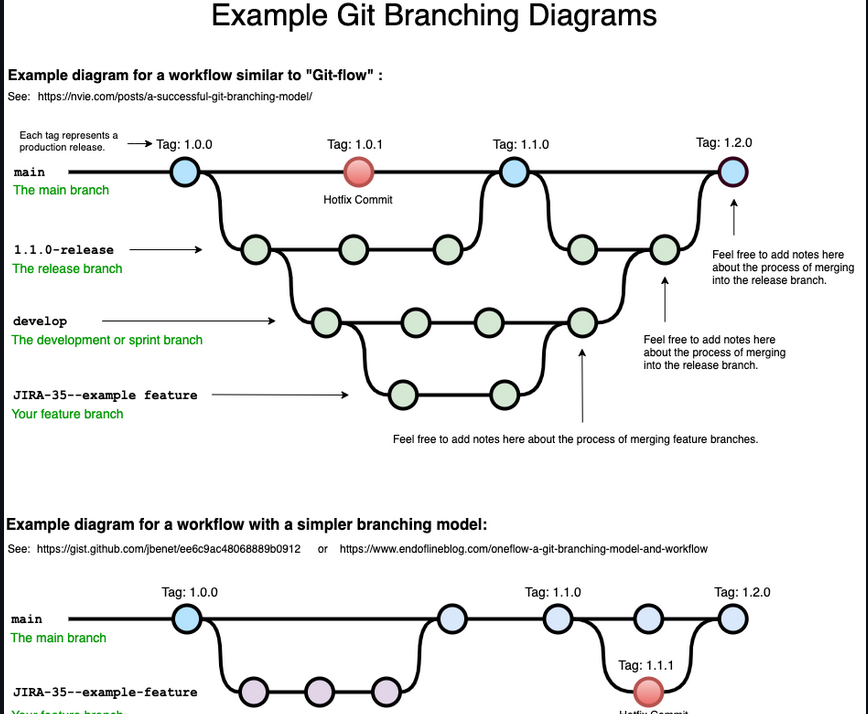 Example Git Branching Diagrams
Example diagram for a workflow similar to "Git-flow" :
See: https://nvie.com/posts/a-successful-git-branching-model/
Each tag represents a
production release.
Tag: 1.0.0
Tag: 1.0.1
Tag: 1.1.0
Tag: 1.2.0
main
The main branch
Hotfix Commit
1.1.0-release
The release branch
Feel free to add notes here
about the process of merging
into the release branch.
develop
The development or sprint branch
Feel free to add notes here
about the process of merging
into the release branch.
JIRA-35--example feature
Your feature branch
Feel free to add notes here about the process of merging feature branches.
Example diagram for a workflow with a simpler branching model:
See: https://gist.github.com/jbenet/ee6c9ac48068889b0912 or https://www.endoflineblog.com/oneflow-a-git-branching-model-and-workflow
Tag: 1.0.0
Tag: 1.1.0
Tag: 1.2.0
main
The main branch
Tag: 1.1.1
JIRA-35--example-feature
Your feature branch
Hotfix Commit